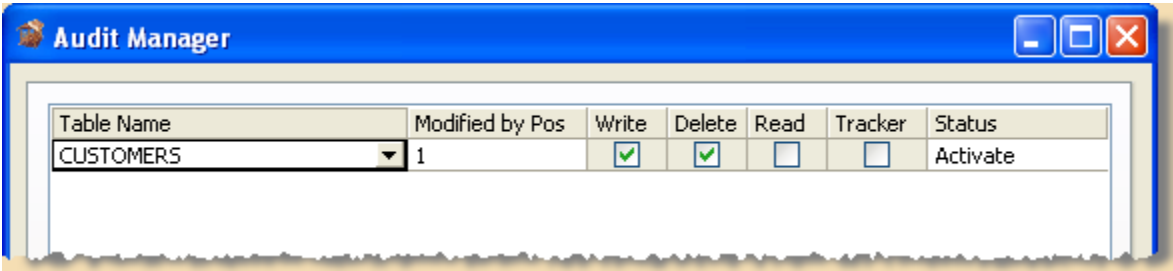 Audit Manager
Table Name Modified by Pos Write Delete Read Tracker Status
CUSTOMERS 1 Activate